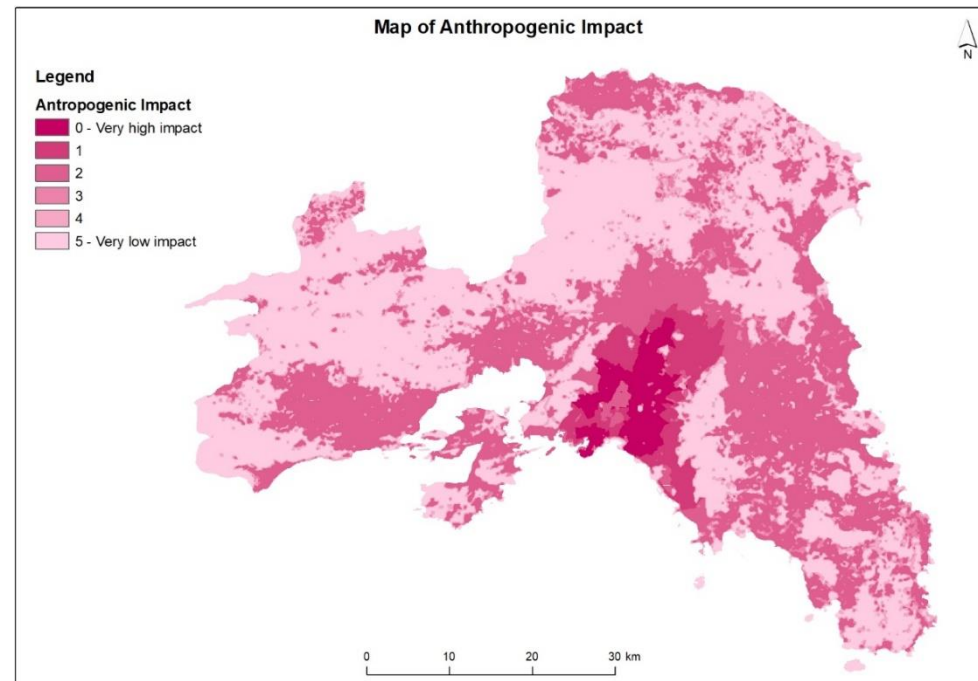 Map of Anthropogenic Impact
N
Legend
Antropogenic Impact
0 - Very high impact
1
2
3
4
5 - Very low impact
0 10 20 30 km